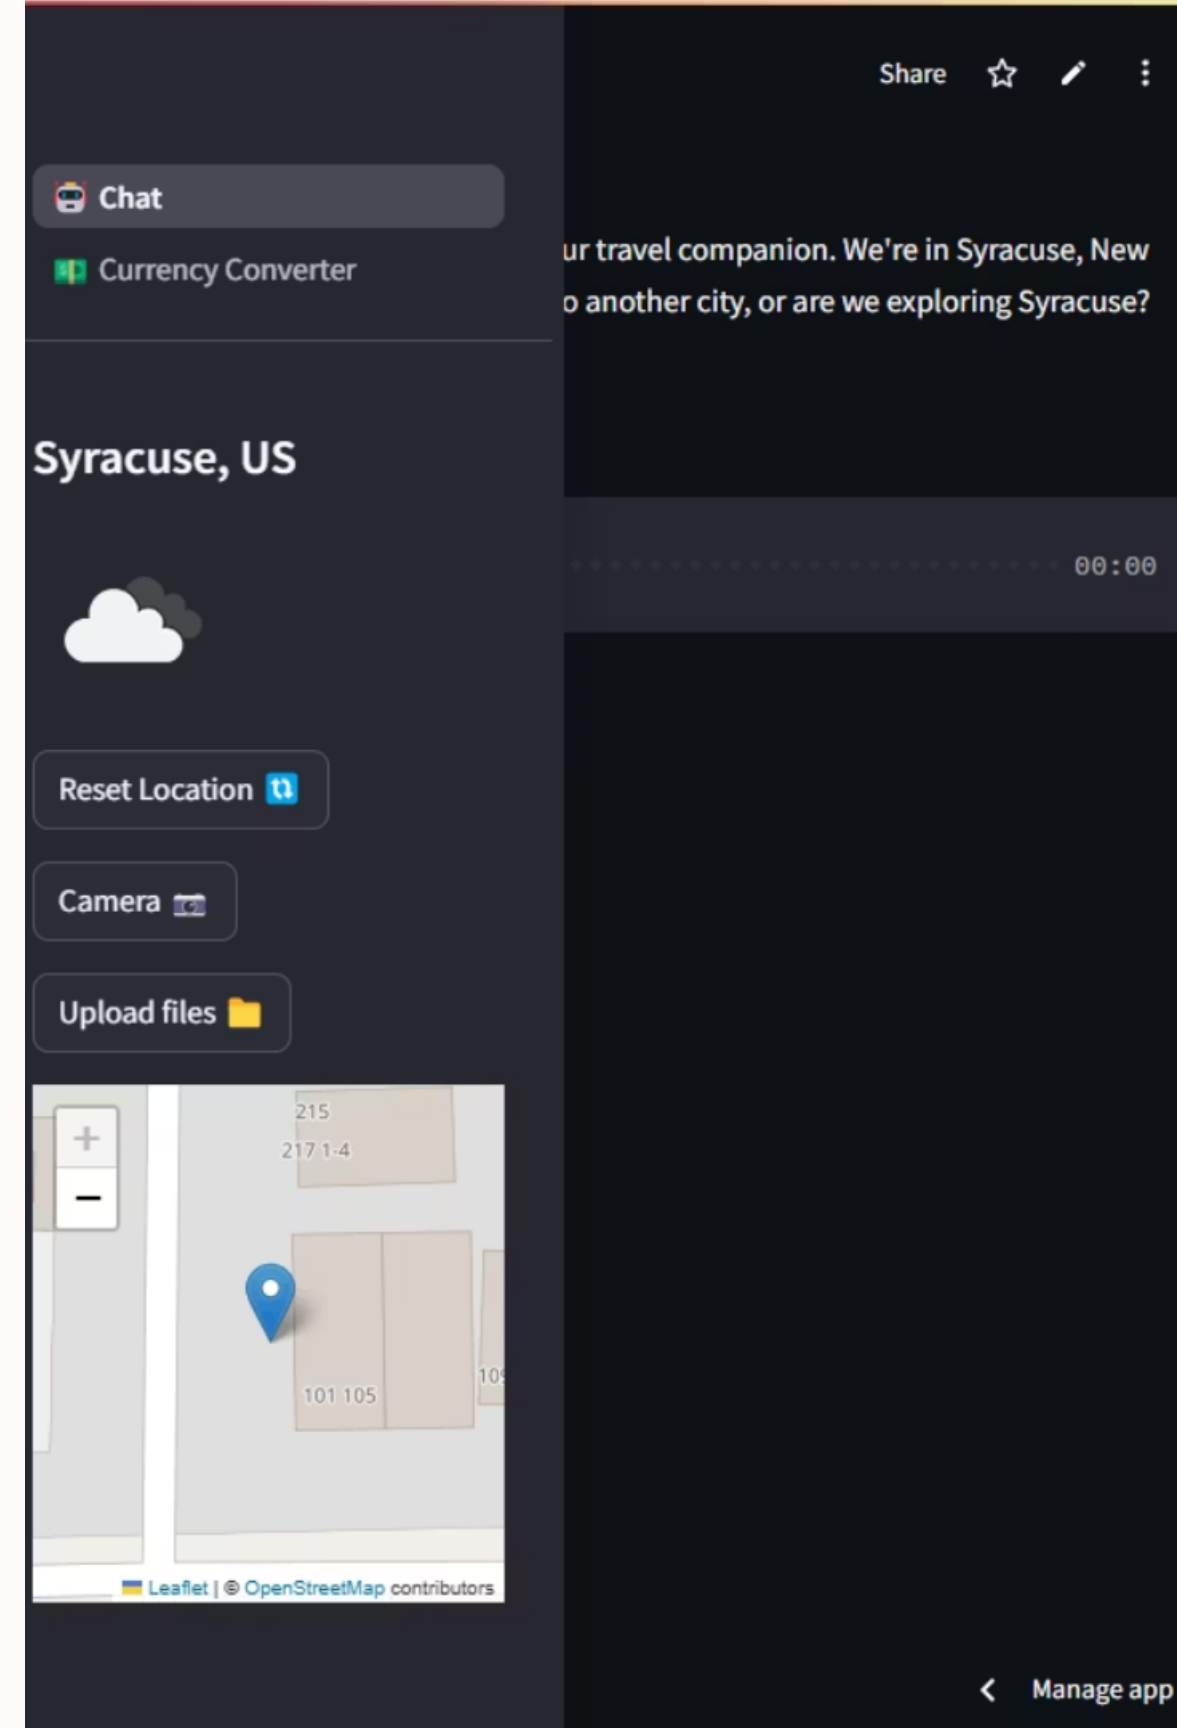 Share
Chat
Currency Converter
ur travel companion. We're in Syracuse, New
o another city, or are we exploring Syracuse?
Syracuse, US
00:00
Reset Location
Camera
Upload files
+
−
215
217 1-4
101 105
109
Leaflet | © OpenStreetMap contributors
Manage app